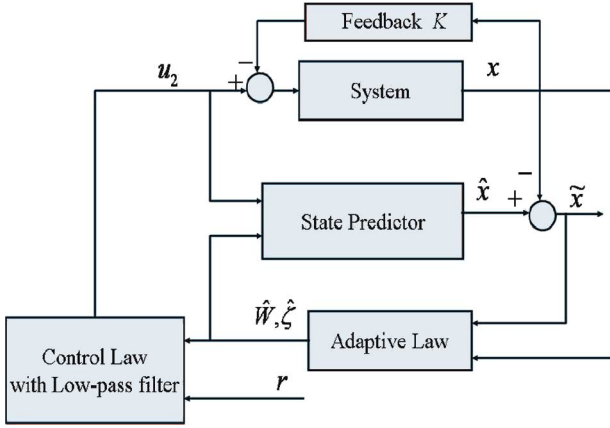 Feedback K
−
u₂
+
System
x
−
x̂
+
x̃
State Predictor
Ŵ, ζ̂
Adaptive Law
Control Law
with Low-pass filter
r